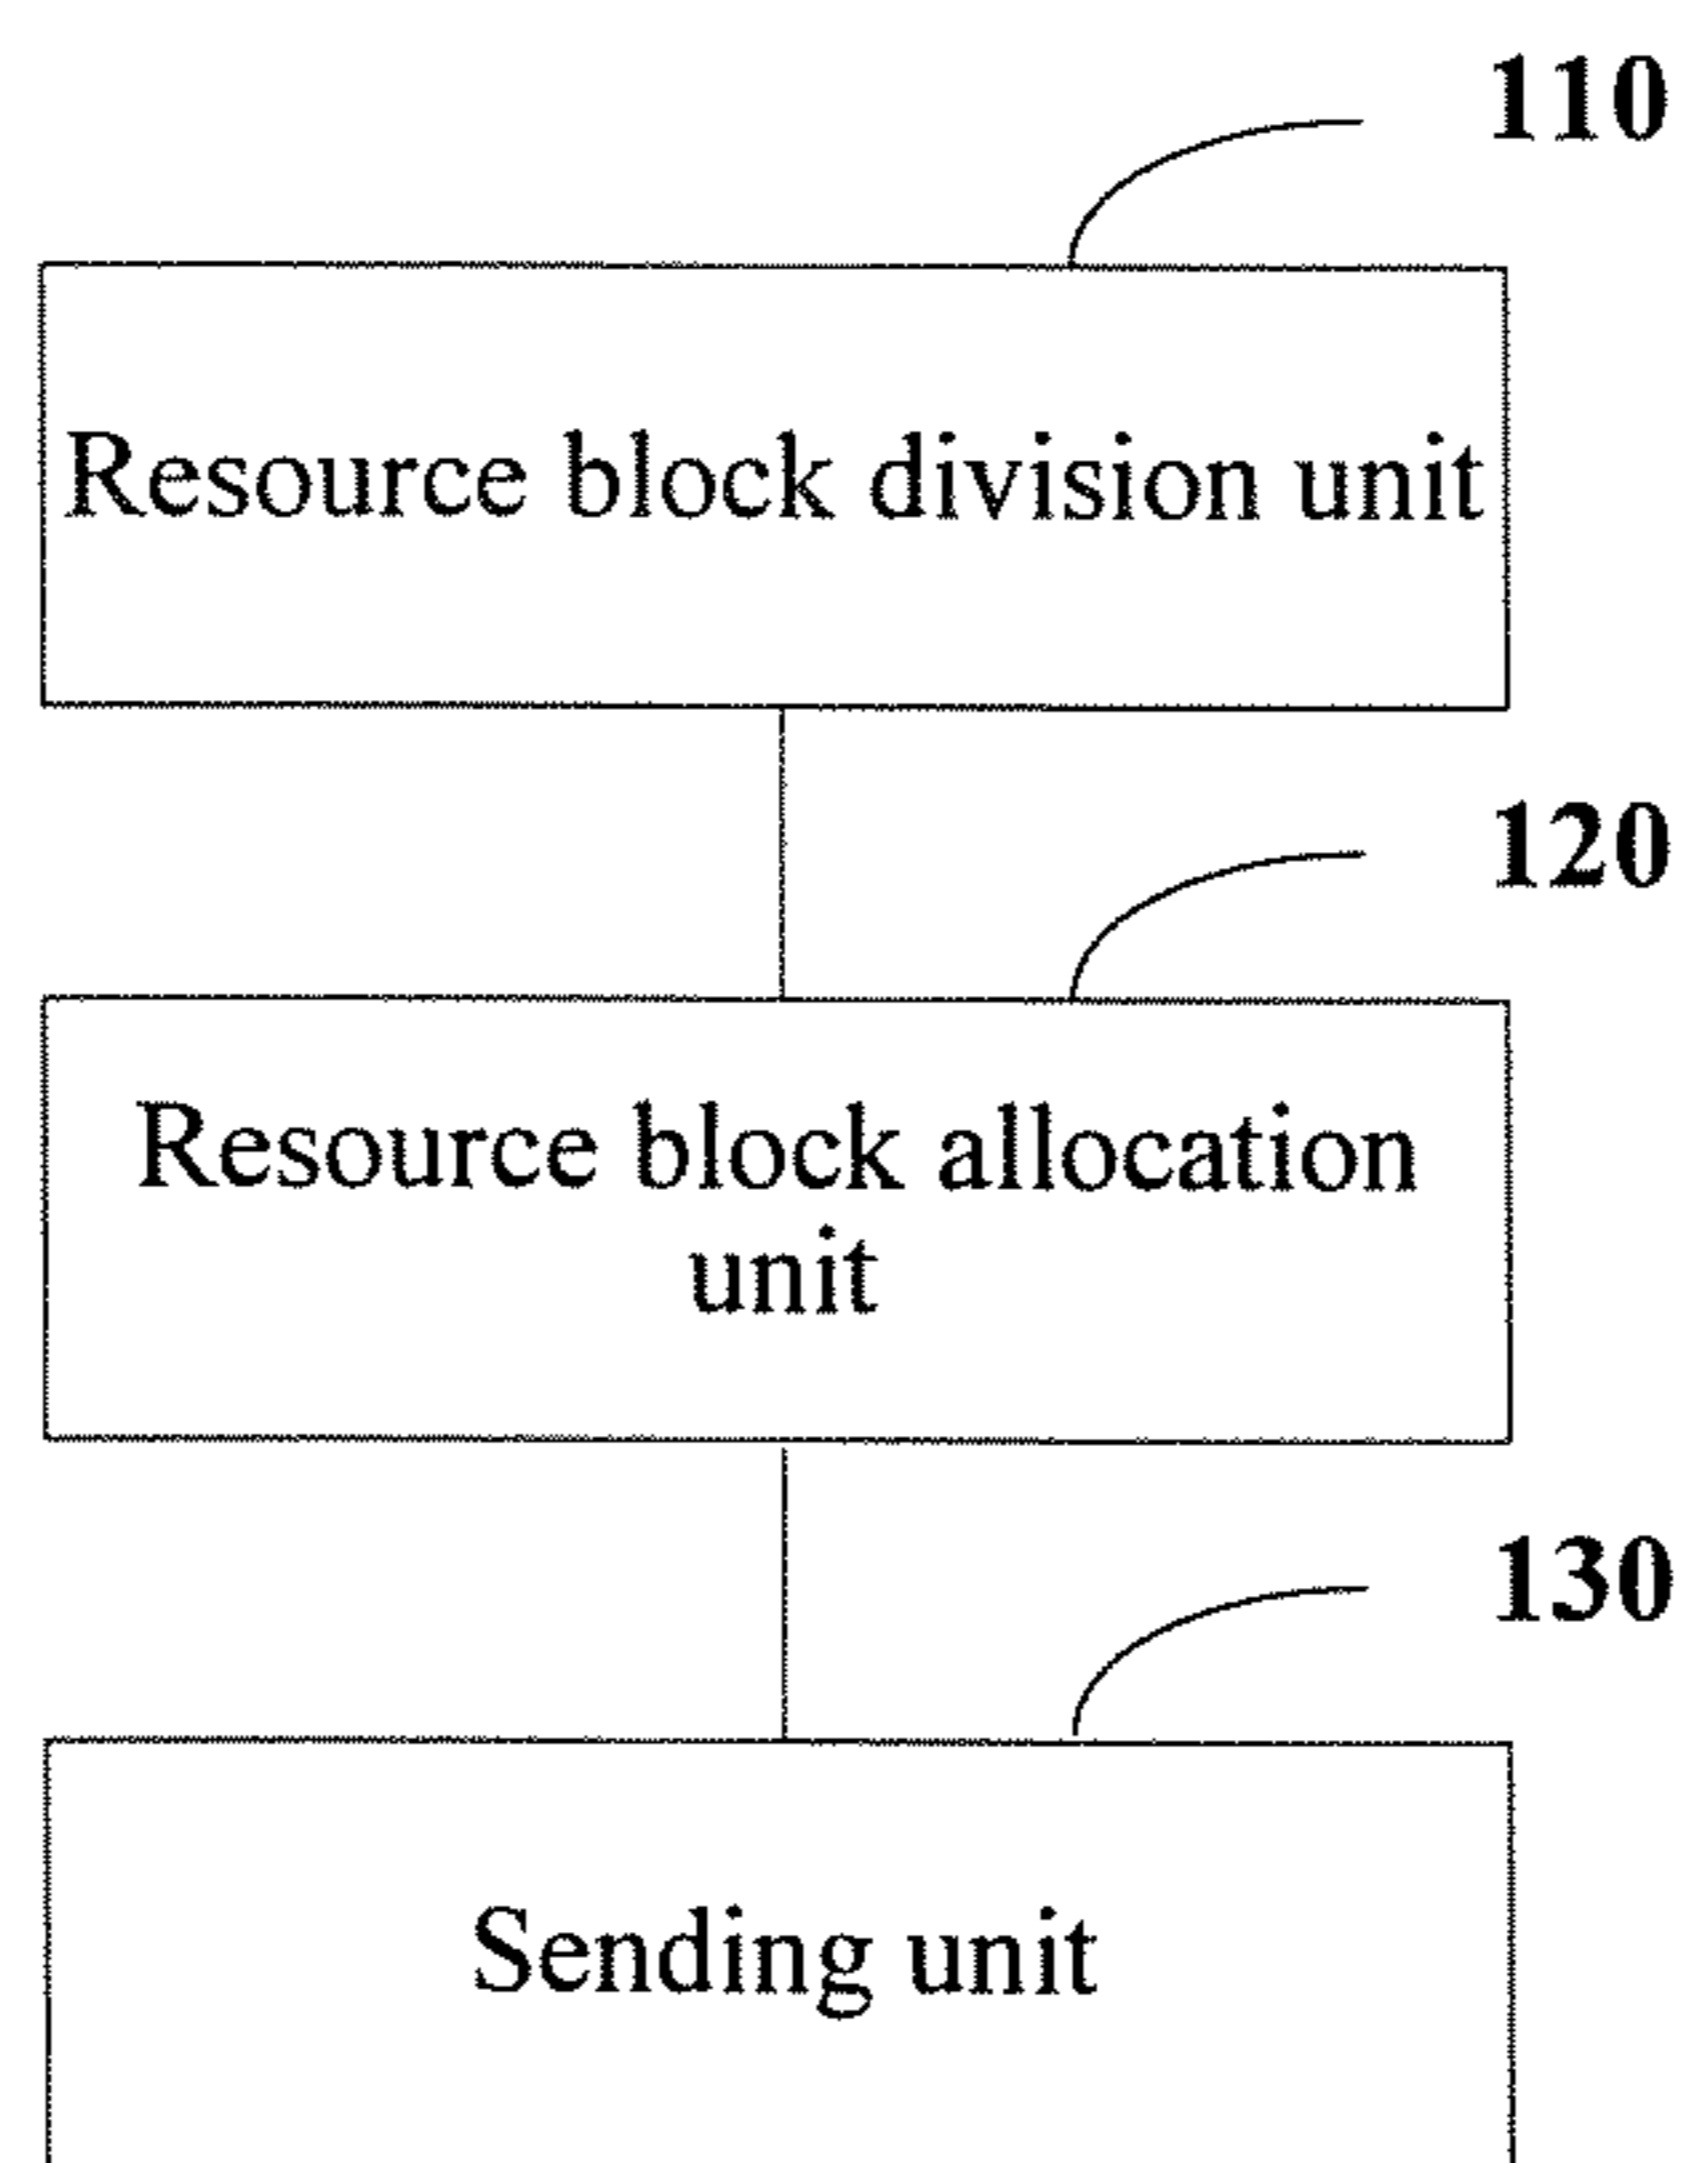 110
Resource block division unit
120
Resource block allocation
unit
130
Sending unit